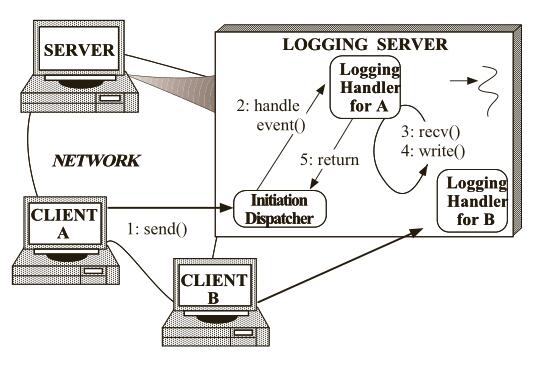 SERVER
LOGGING SERVER
Logging
Handler
for A
2: handle
event()
3: recv()
4: write()
5: return
NETWORK
Initiation
Dispatcher
Logging
Handler
for B
CLIENT
A
1: send()
CLIENT
B